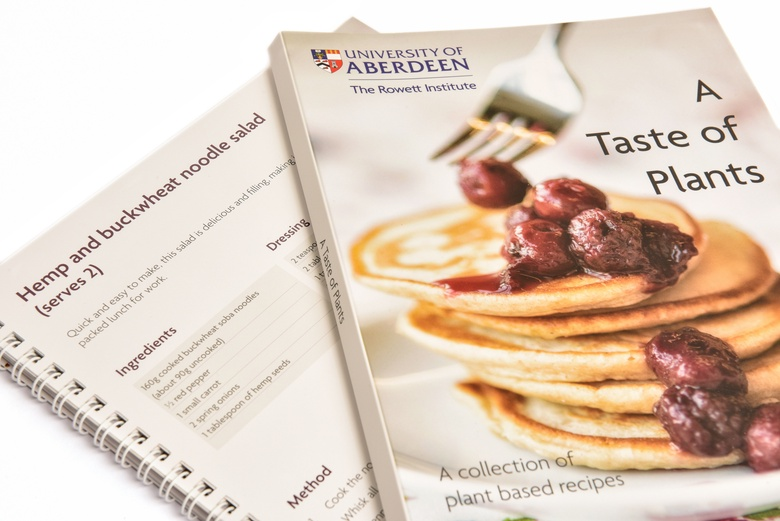 UNIVERSITY OF
ABERDEEN
The Rowett Institute
A
Taste of
Plants
A collection of
plant based recipes
A Taste of Plants
Hemp and buckwheat noodle salad
(serves 2)
Quick and easy to make, this salad is delicious and filling, making
packed lunch for work.
Ingredients
160g cooked buckwheat soba noodles
(about 90g uncooked)
½ red pepper
1 small carrot
2 spring onions
1 tablespoon of hemp seeds
Dressing
Method
Cook the
Whisk